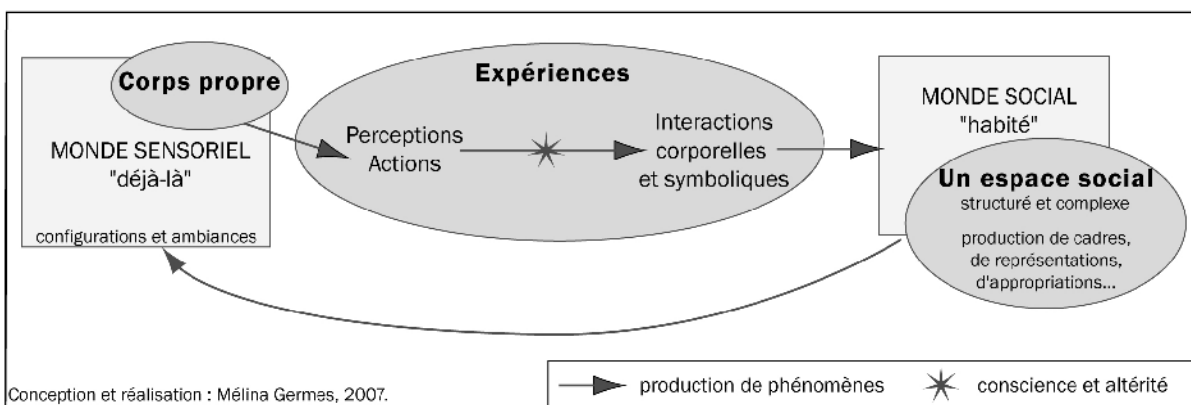 Corps propre
MONDE SENSORIEL
"déjà-là"
configurations et ambiances
Expériences
Perceptions
Actions
Interactions
corporelles
et symboliques
MONDE SOCIAL
"habité"
Un espace social
structuré et complexe
production de cadres,
de représentations,
d'appropriations...
Conception et réalisation : Mélina Germes, 2007.
production de phénomènes
conscience et altérité